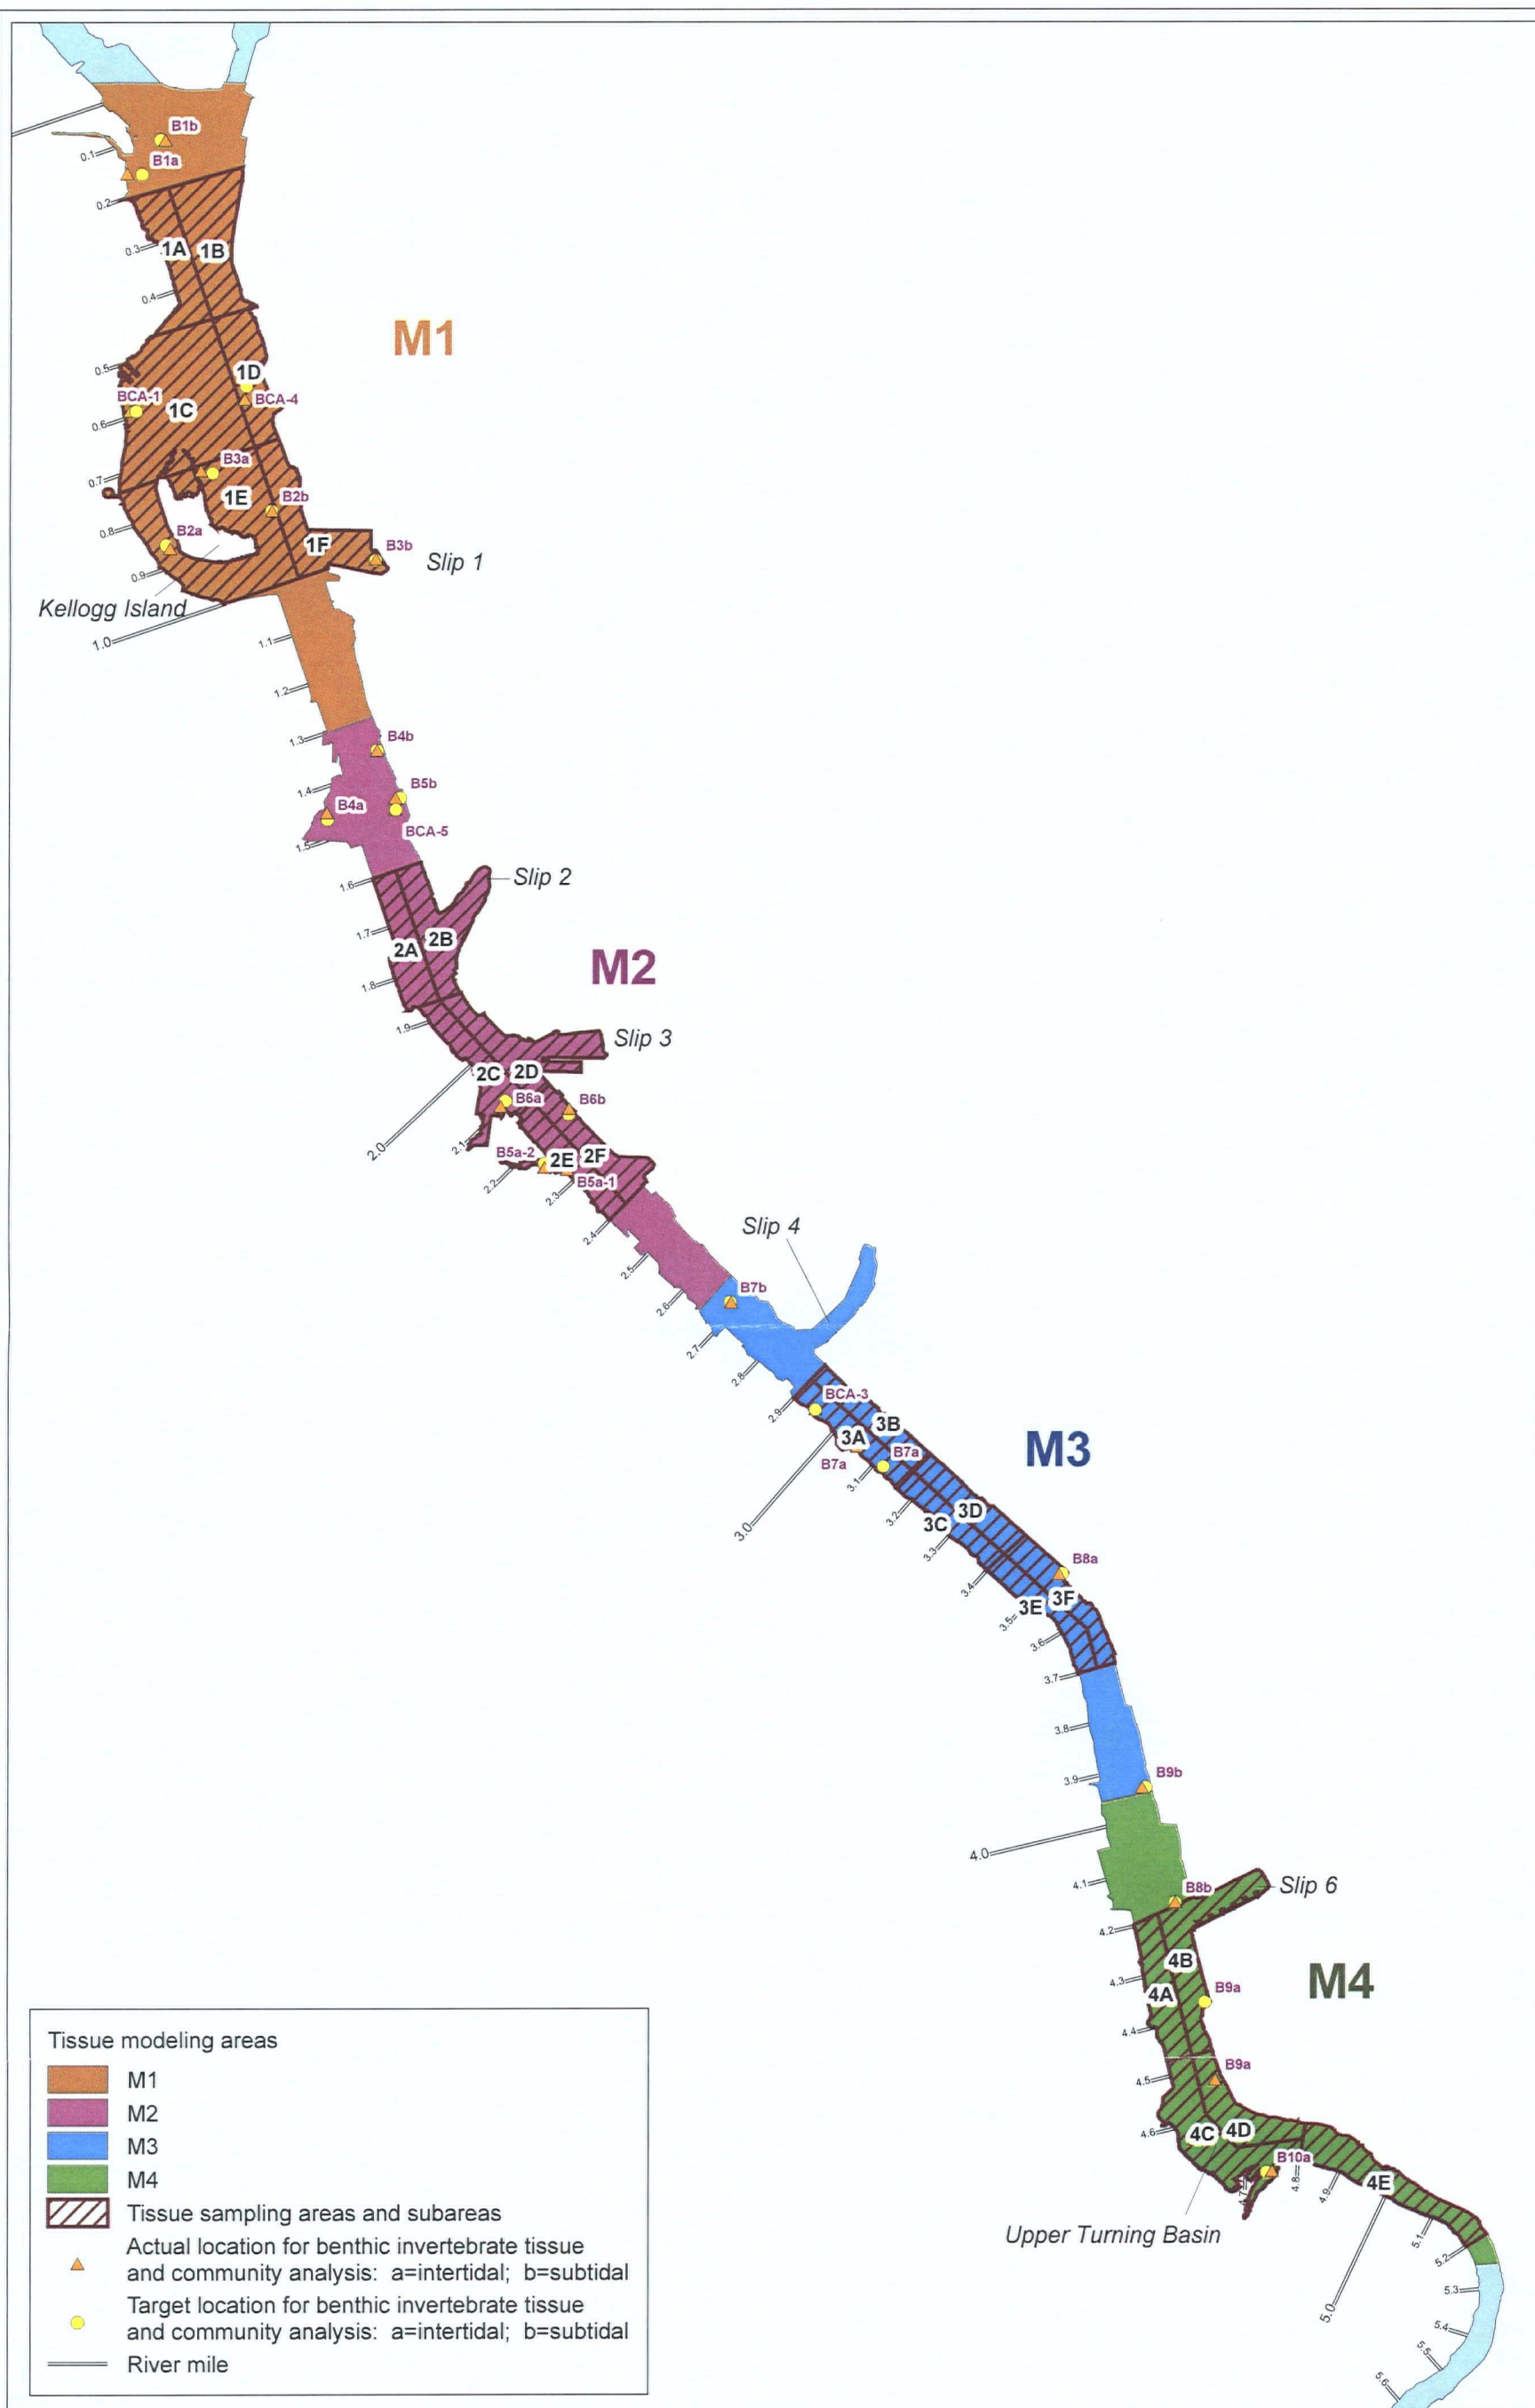 B1b
0.1
B1a
0.2
0.3
1A
1B
0.4
M1
0.5
1D
BCA-1
BCA-4
1C
0.6
B3a
0.7
1E
B2b
0.8
B2a
1F
B3b
Slip 1
0.9
Kellogg Island
1.0
1.1
1.2
1.3
B4b
1.4
B5b
B4a
BCA-5
1.5
Slip 2
1.6
1.7
2B
2A
M2
1.8
1.9
Slip 3
2C
2D
B6a
B6b
2.0
2.1
B5a-2
2E
2F
B5a-1
2.2
2.3
2.4
Slip 4
2.5
B7b
2.6
2.7
2.8
BCA-3
2.9
3B
3A
M3
B7a
B7a
3.1
3.0
3.2
3D
3C
3.3
B8a
3.4
3E
3F
3.5
3.6
3.7
3.8
B9b
3.9
4.0
4.1
B8b
Slip 6
4.2
4B
M4
4.3
4A
B9a
4.4
B9a
4.5
4.6
4C
4D
B10a
4.7
4.8
4.9
4E
Upper Turning Basin
5.1
5.2
5.0
5.3
5.4
5.5
5.6
Tissue modeling areas
M1
M2
M3
M4
Tissue sampling areas and subareas
Actual location for benthic invertebrate tissue
and community analysis: a=intertidal; b=subtidal
Target location for benthic invertebrate tissue
and community analysis: a=intertidal; b=subtidal
River mile